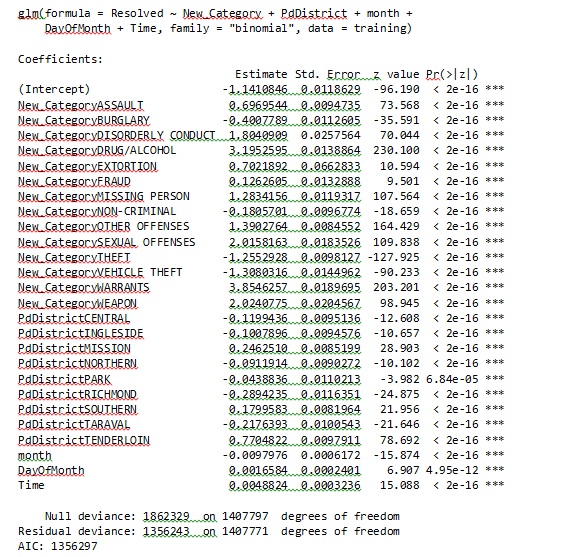 glm(formula = Resolved ~ New_Category + PdDistrict + month +
DayOfMonth + Time, family = "binomial", data = training)
Coefficients:
Estimate Std. Error z value Pr(>|z|)
(Intercept) -1.1410846 0.0118629 -96.190 < 2e-16 ***
New_CategoryASSAULT 0.6969544 0.0094735 73.568 < 2e-16 ***
New_CategoryBURGLARY -0.4007789 0.0112605 -35.591 < 2e-16 ***
New_CategoryDISORDERLY CONDUCT 1.8040909 0.0257564 70.044 < 2e-16 ***
New_CategoryDRUG/ALCOHOL 3.1952595 0.0138864 230.100 < 2e-16 ***
New_CategoryEXTORTION 0.7021892 0.0662833 10.594 < 2e-16 ***
New_CategoryFRAUD 0.1262605 0.0132888 9.501 < 2e-16 ***
New_CategoryMISSING PERSON 1.2834156 0.0119317 107.564 < 2e-16 ***
New_CategoryNON-CRIMINAL -0.1805701 0.0096774 -18.659 < 2e-16 ***
New_CategoryOTHER OFFENSES 1.3902764 0.0084552 164.429 < 2e-16 ***
New_CategorySEXUAL OFFENSES 2.0158163 0.0183526 109.838 < 2e-16 ***
New_CategoryTHEFT -1.2552928 0.0098127 -127.925 < 2e-16 ***
New_CategoryVEHICLE THEFT -1.3080316 0.0144962 -90.233 < 2e-16 ***
New_CategoryWARRANTS 3.8546257 0.0189695 203.201 < 2e-16 ***
New_CategoryWEAPON 2.0240775 0.0204567 98.945 < 2e-16 ***
PdDistrictCENTRAL -0.1199436 0.0095136 -12.608 < 2e-16 ***
PdDistrictINGLESIDE -0.1007896 0.0094576 -10.657 < 2e-16 ***
PdDistrictMISSION 0.2462510 0.0085199 28.903 < 2e-16 ***
PdDistrictNORTHERN -0.0911914 0.0090272 -10.102 < 2e-16 ***
PdDistrictPARK -0.0438836 0.0110213 -3.982 6.84e-05 ***
PdDistrictRICHMOND -0.2894235 0.0116351 -24.875 < 2e-16 ***
PdDistrictSOUTHERN 0.1799583 0.0081964 21.956 < 2e-16 ***
PdDistrictTARAVAL -0.2176393 0.0100543 -21.646 < 2e-16 ***
PdDistrictTENDERLOIN 0.7704822 0.0097911 78.692 < 2e-16 ***
month -0.0097976 0.0006172 -15.874 < 2e-16 ***
DayOfMonth 0.0016584 0.0002401 6.907 4.95e-12 ***
Time 0.0048824 0.0003236 15.088 < 2e-16 ***
Null deviance: 1862329 on 1407797 degrees of freedom
Residual deviance: 1356243 on 1407771 degrees of freedom
AIC: 1356297